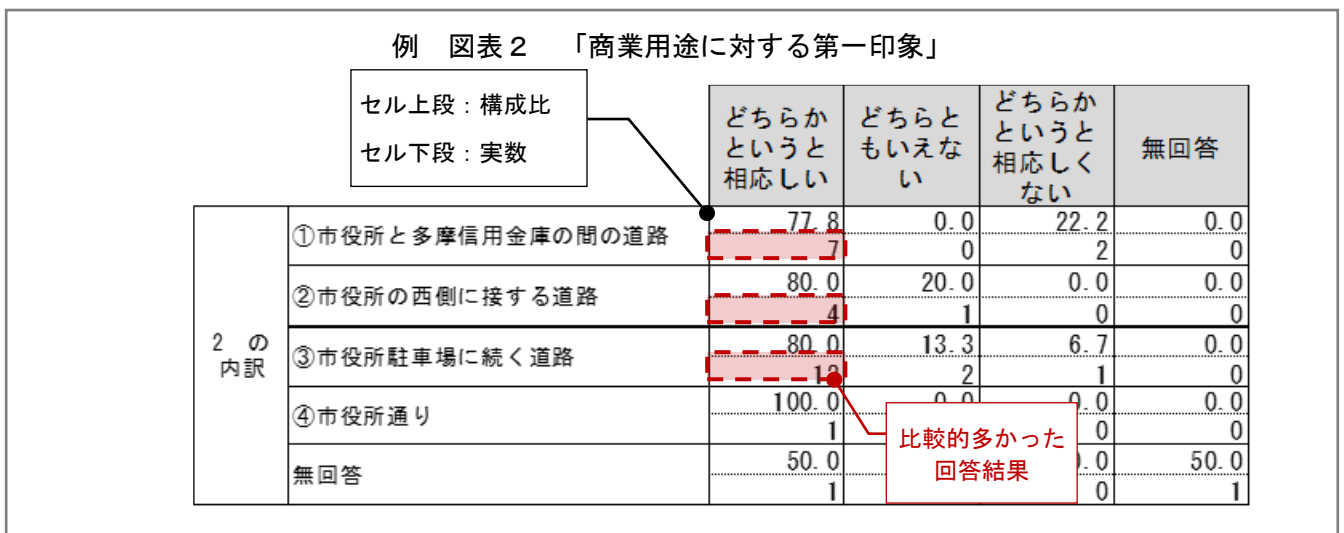 例 図表2 「商業用途に対する第一印象」
セル上段：構成比
セル下段：実数
どちらか
というと
相応しい
どちらと
もいえな
い
どちらか
というと
相応しく
ない
無回答
2 の
内訳
①市役所と多摩信用金庫の間の道路
77.8 0.0 22.2 0.0
7 0 2 0
②市役所の西側に接する道路
80.0 20.0 0.0 0.0
4 1 0 0
③市役所駐車場に続く道路
80.0 13.3 6.7 0.0
12 2 1 0
④市役所通り
100.0 0.0 0.0 0.0
1 0 0
無回答
50.0 .0 50.0
1 0 1
比較的多かった
回答結果